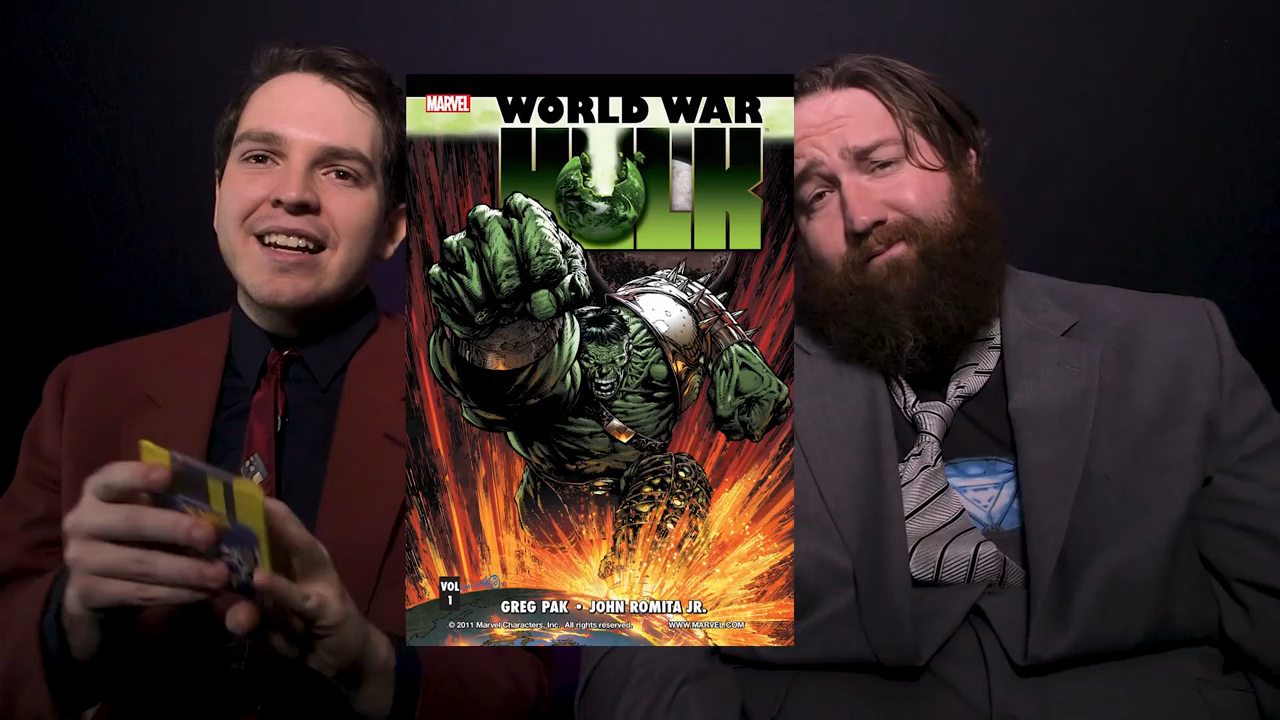 MARVEL
WORLD WAR
HULK
VOL
1
GREG PAK • JOHN ROMITA JR.
© 2011 Marvel Characters, Inc. All rights reserved.
WWW.MARVEL.COM